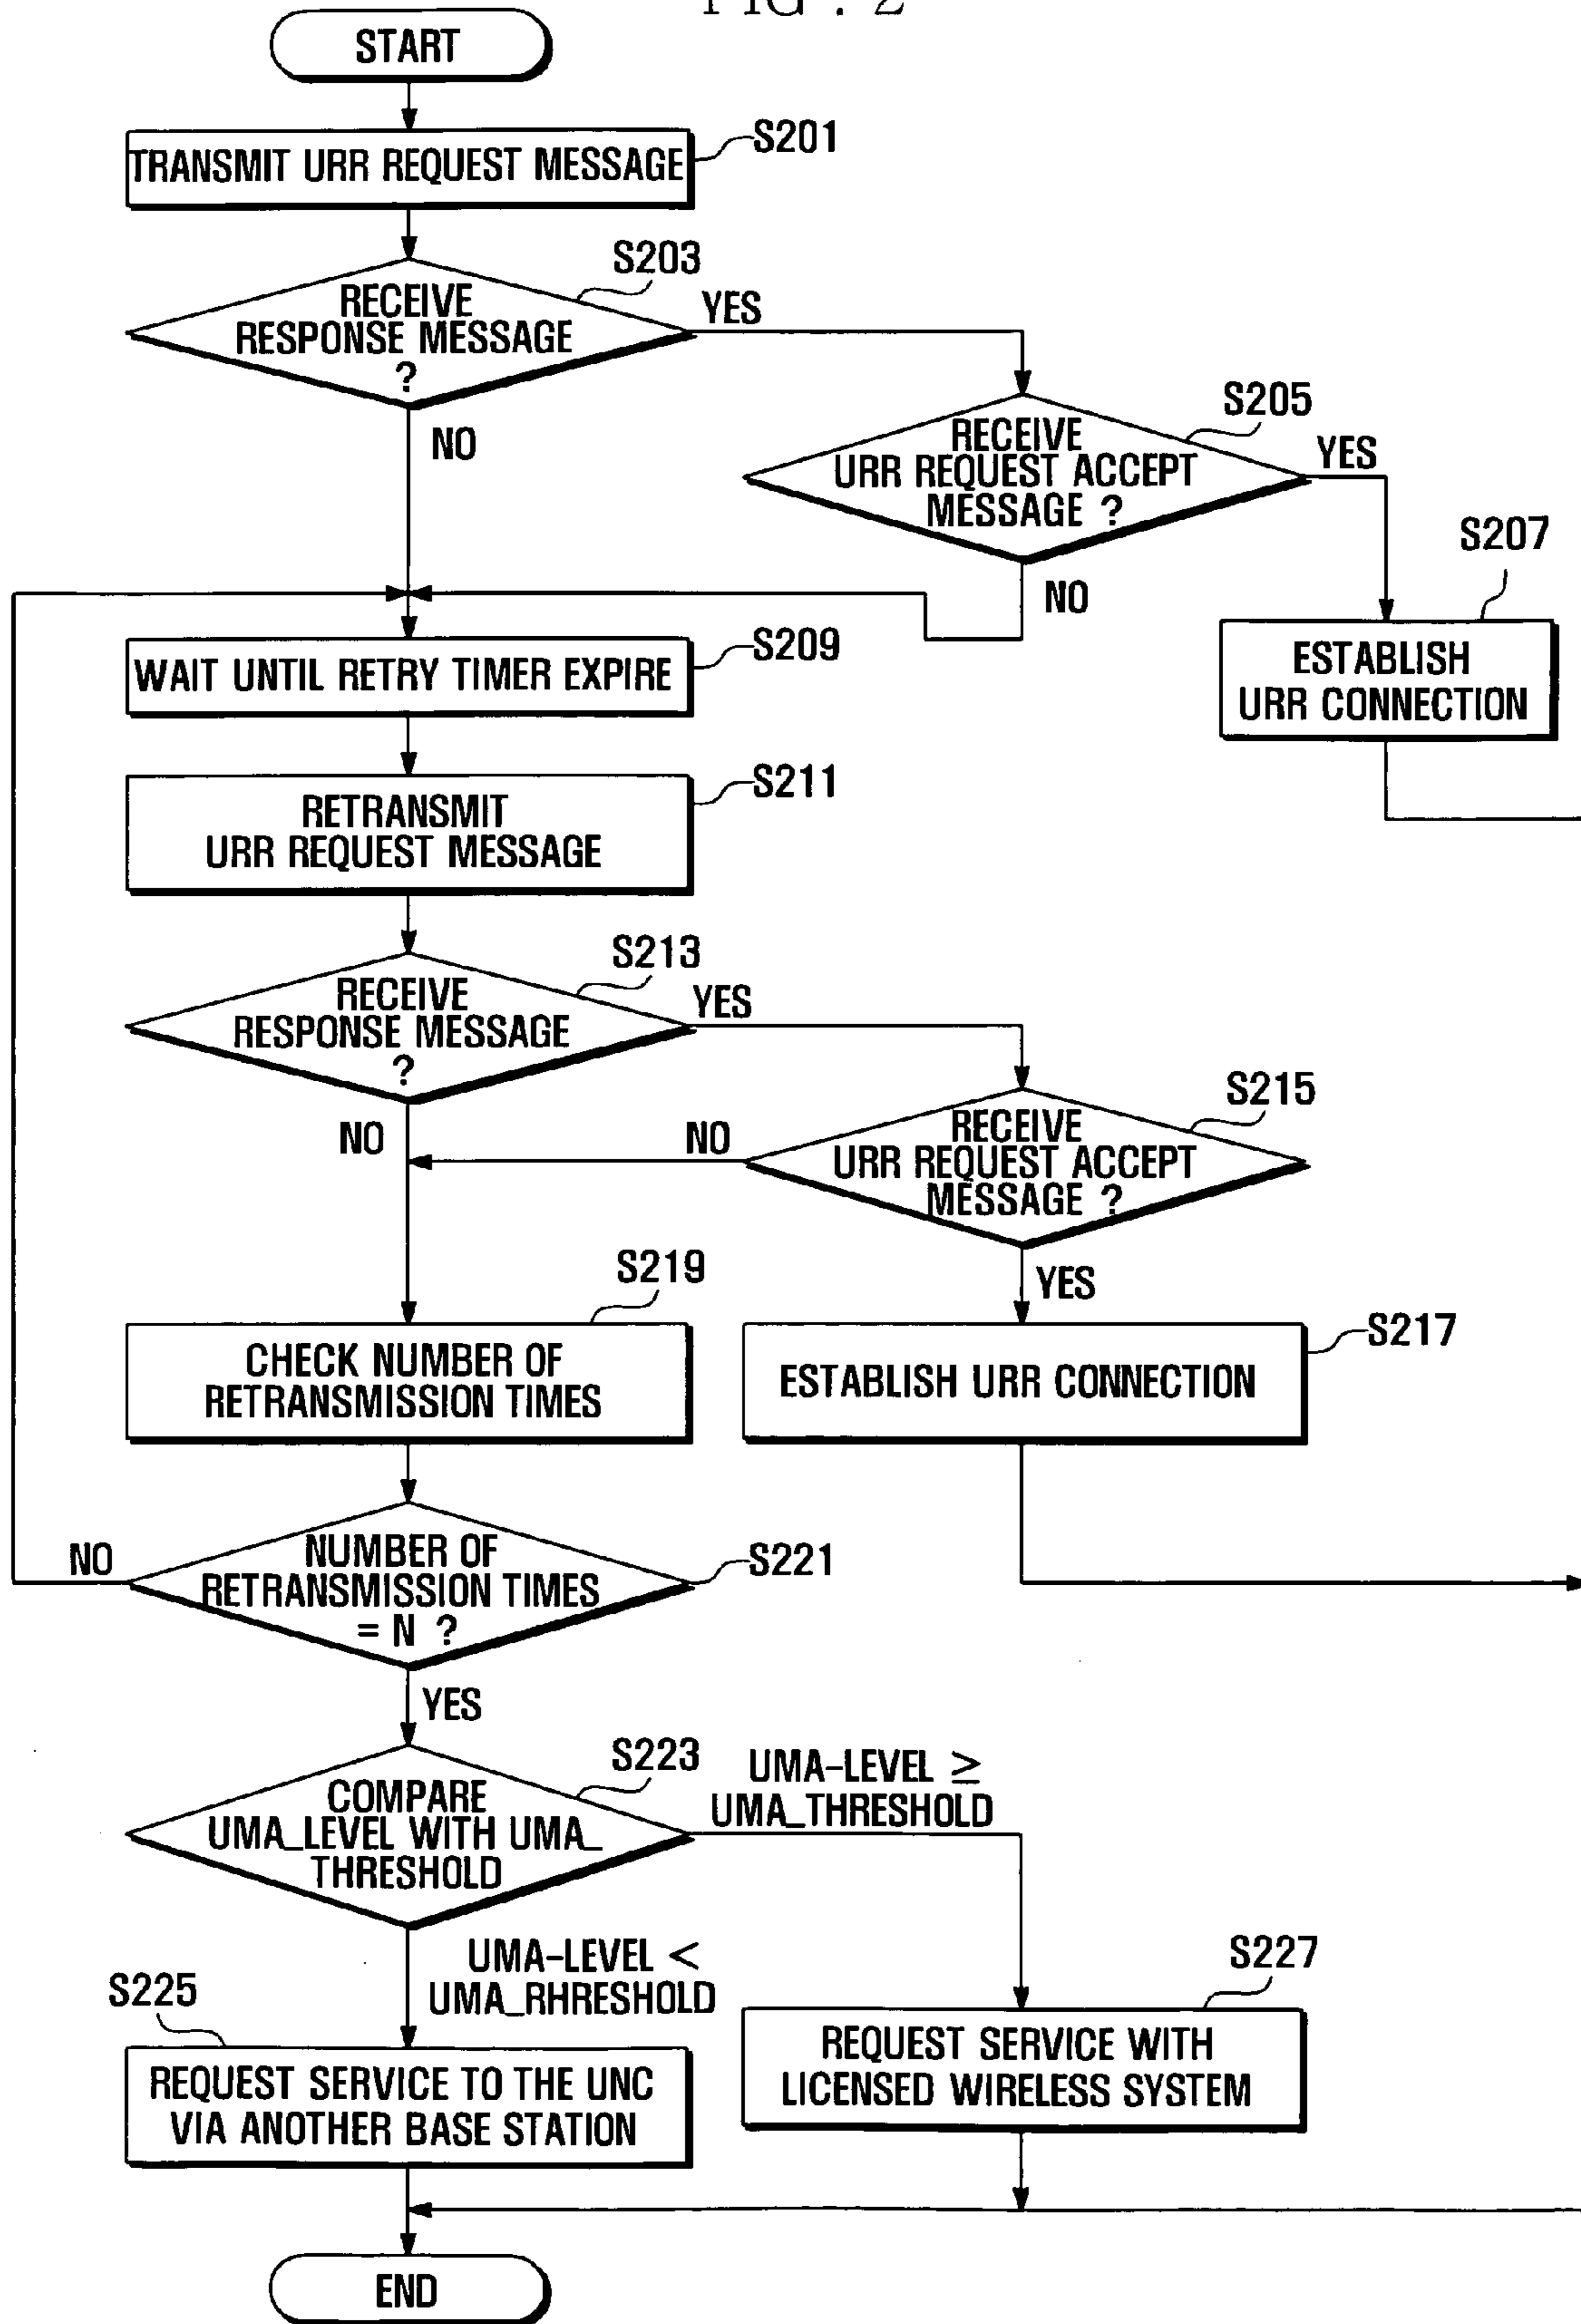 FIG . 2
START
S201
TRANSMIT URR REQUEST MESSAGE
S203
RECEIVE
RESPONSE MESSAGE
?
YES
NO
S205
RECEIVE
URR REQUEST ACCEPT
MESSAGE ?
YES
NO
S207
ESTABLISH
URR CONNECTION
S209
WAIT UNTIL RETRY TIMER EXPIRE
S211
RETRANSMIT
URR REQUEST MESSAGE
S213
RECEIVE
RESPONSE MESSAGE
?
YES
NO
S215
RECEIVE
URR REQUEST ACCEPT
MESSAGE ?
NO
YES
S217
ESTABLISH URR CONNECTION
S219
CHECK NUMBER OF
RETRANSMISSION TIMES
S221
NUMBER OF
RETRANSMISSION TIMES
= N ?
NO
YES
S223
COMPARE
UMA_LEVEL WITH UMA_
THRESHOLD
UMA-LEVEL ≥
UMA_THRESHOLD
UMA-LEVEL <
UMA_RHRESHOLD
S225
REQUEST SERVICE TO THE UNC
VIA ANOTHER BASE STATION
S227
REQUEST SERVICE WITH
LICENSED WIRELESS SYSTEM
END